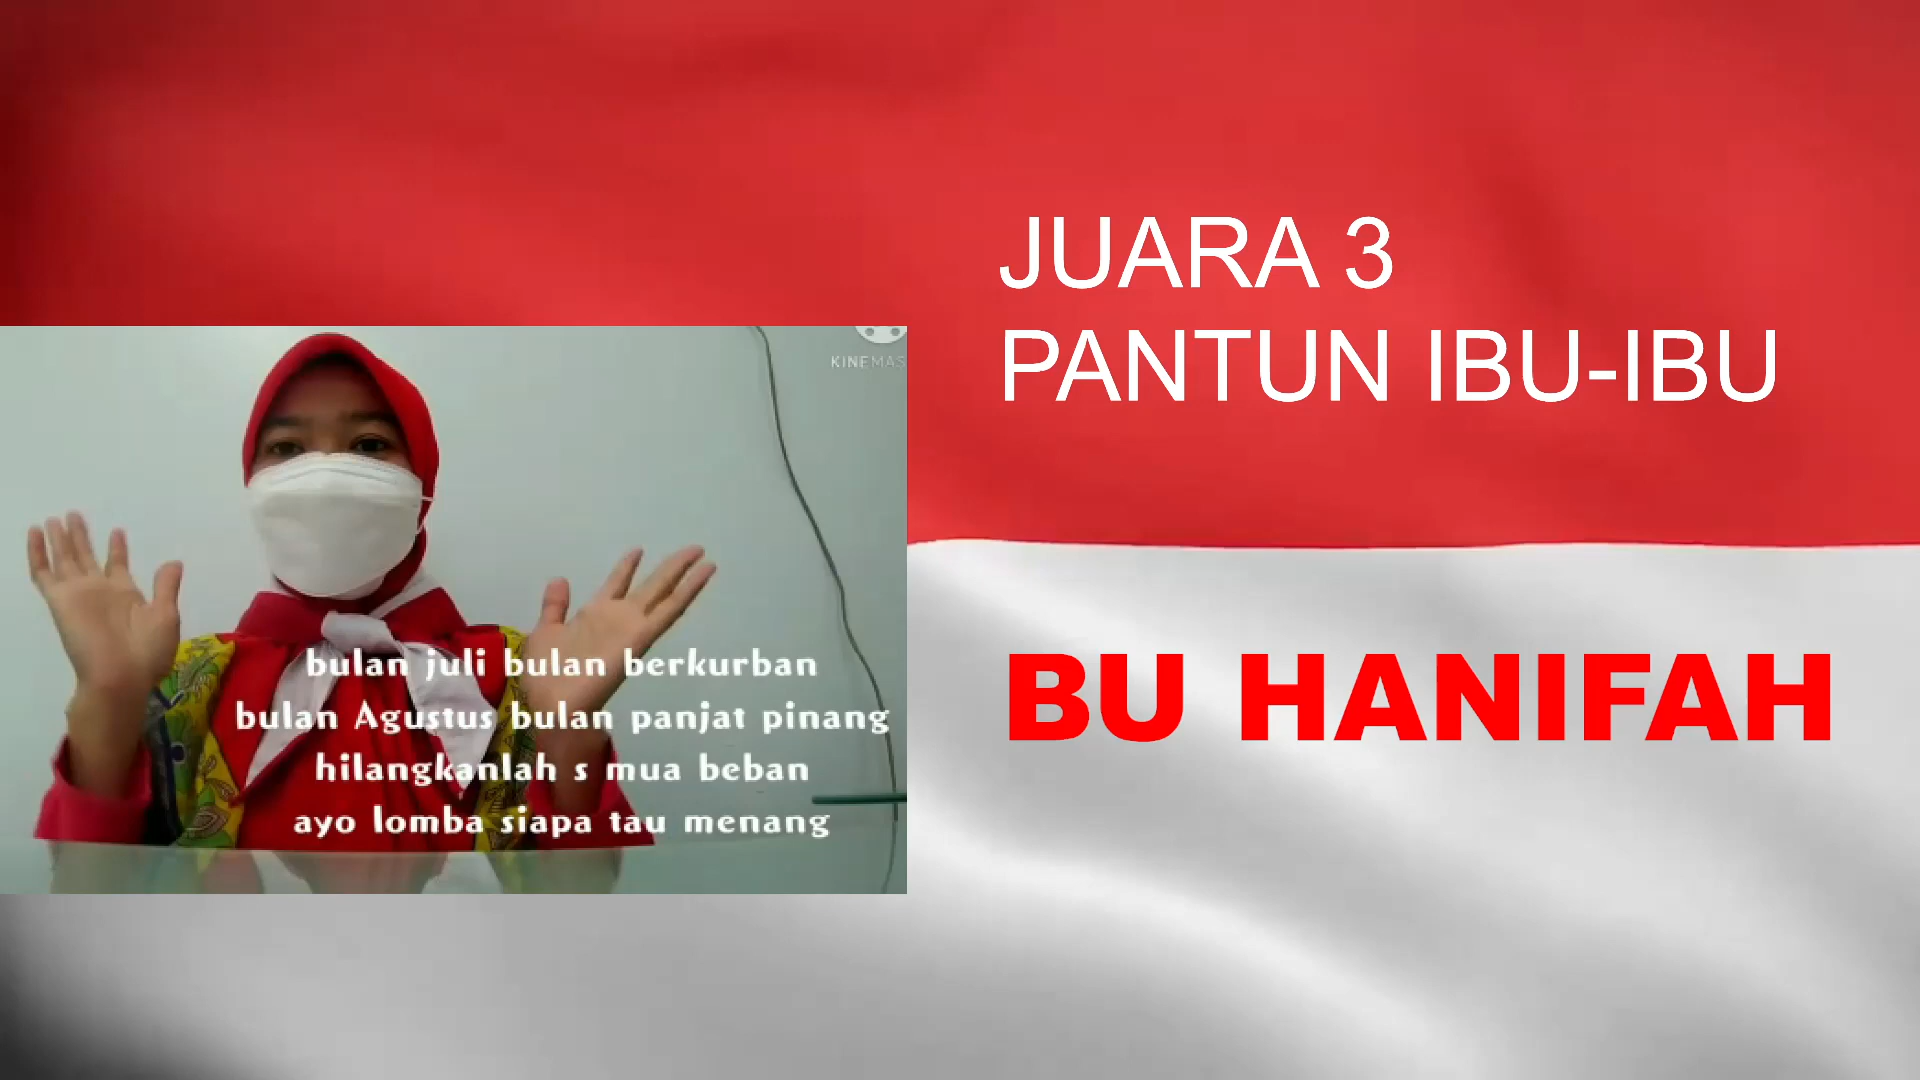 JUARA 3
PANTUN IBU-IBU
BU HANIFAH
KINEMAS
bulan juli bulan berkurban
bulan Agustus bulan panjat pinang
hilangkanlah s mua beban
ayo lomba siapa tau menang